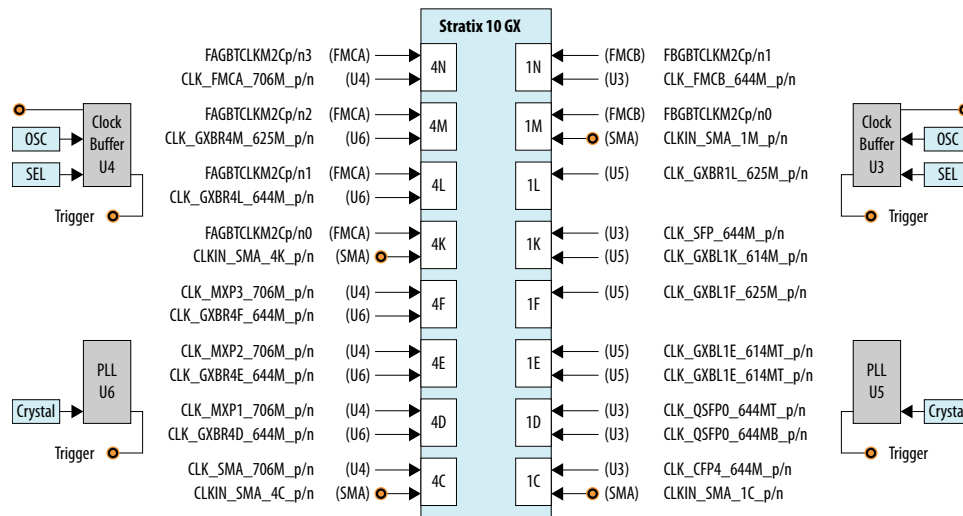 Stratix 10 GX
FAGBTCLKM2Cp/n3 (FMCA) 4N 1N (FMCB) FBGBTCLKM2Cp/n1
CLK_FMCA_706M_p/n (U4) (U3) CLK_FMCB_644M_p/n
FAGBTCLKM2Cp/n2 (FMCA) 4M 1M (FMCB) FBGBTCLKM2Cp/n0
CLK_GXBR4M_625M_p/n (U6) (SMA) CLKIN_SMA_1M_p/n
Clock Buffer U4
OSC
SEL
Trigger
Clock Buffer U3
OSC
SEL
Trigger
FAGBTCLKM2Cp/n1 (FMCA) 4L 1L (U5) CLK_GXBR1L_625M_p/n
CLK_GXBR4L_644M_p/n (U6)
FAGBTCLKM2Cp/n0 (FMCA) 4K 1K (U3) CLK_SFP_644M_p/n
CLKIN_SMA_4K_p/n (SMA) (U5) CLK_GXBL1K_614M_p/n
CLK_MXP3_706M_p/n (U4) 4F 1F (U5) CLK_GXBL1F_625M_p/n
CLK_GXBR4F_644M_p/n (U6)
CLK_MXP2_706M_p/n (U4) 4E 1E (U5) CLK_GXBL1E_614MT_p/n
CLK_GXBR4E_644M_p/n (U6) (U5) CLK_GXBL1E_614MT_p/n
PLL U6
Crystal
Trigger
PLL U5
Crysta
Trigger
CLK_MXP1_706M_p/n (U4) 4D 1D (U3) CLK_QSFP0_644MT_p/n
CLK_GXBR4D_644M_p/n (U6) (U3) CLK_QSFP0_644MB_p/n
CLK_SMA_706M_p/n (U4) 4C 1C (U3) CLK_CFP4_644M_p/n
CLKIN_SMA_4C_p/n (SMA) (SMA) CLKIN_SMA_1C_p/n